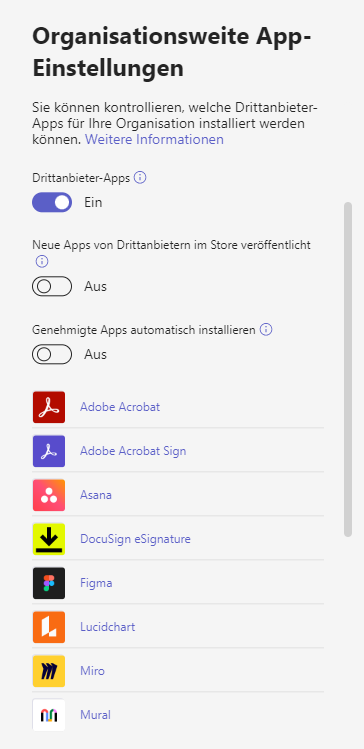 Organisationsweite App-
Einstellungen
Sie können kontrollieren, welche Drittanbieter-
Apps für Ihre Organisation installiert werden
können. Weitere Informationen
Drittanbieter-Apps
Ein
Neue Apps von Drittanbietern im Store veröffentlicht
Aus
Genehmigte Apps automatisch installieren
Aus
Adobe Acrobat
Adobe Acrobat Sign
Asana
DocuSign eSignature
Figma
Lucidchart
Miro
Mural